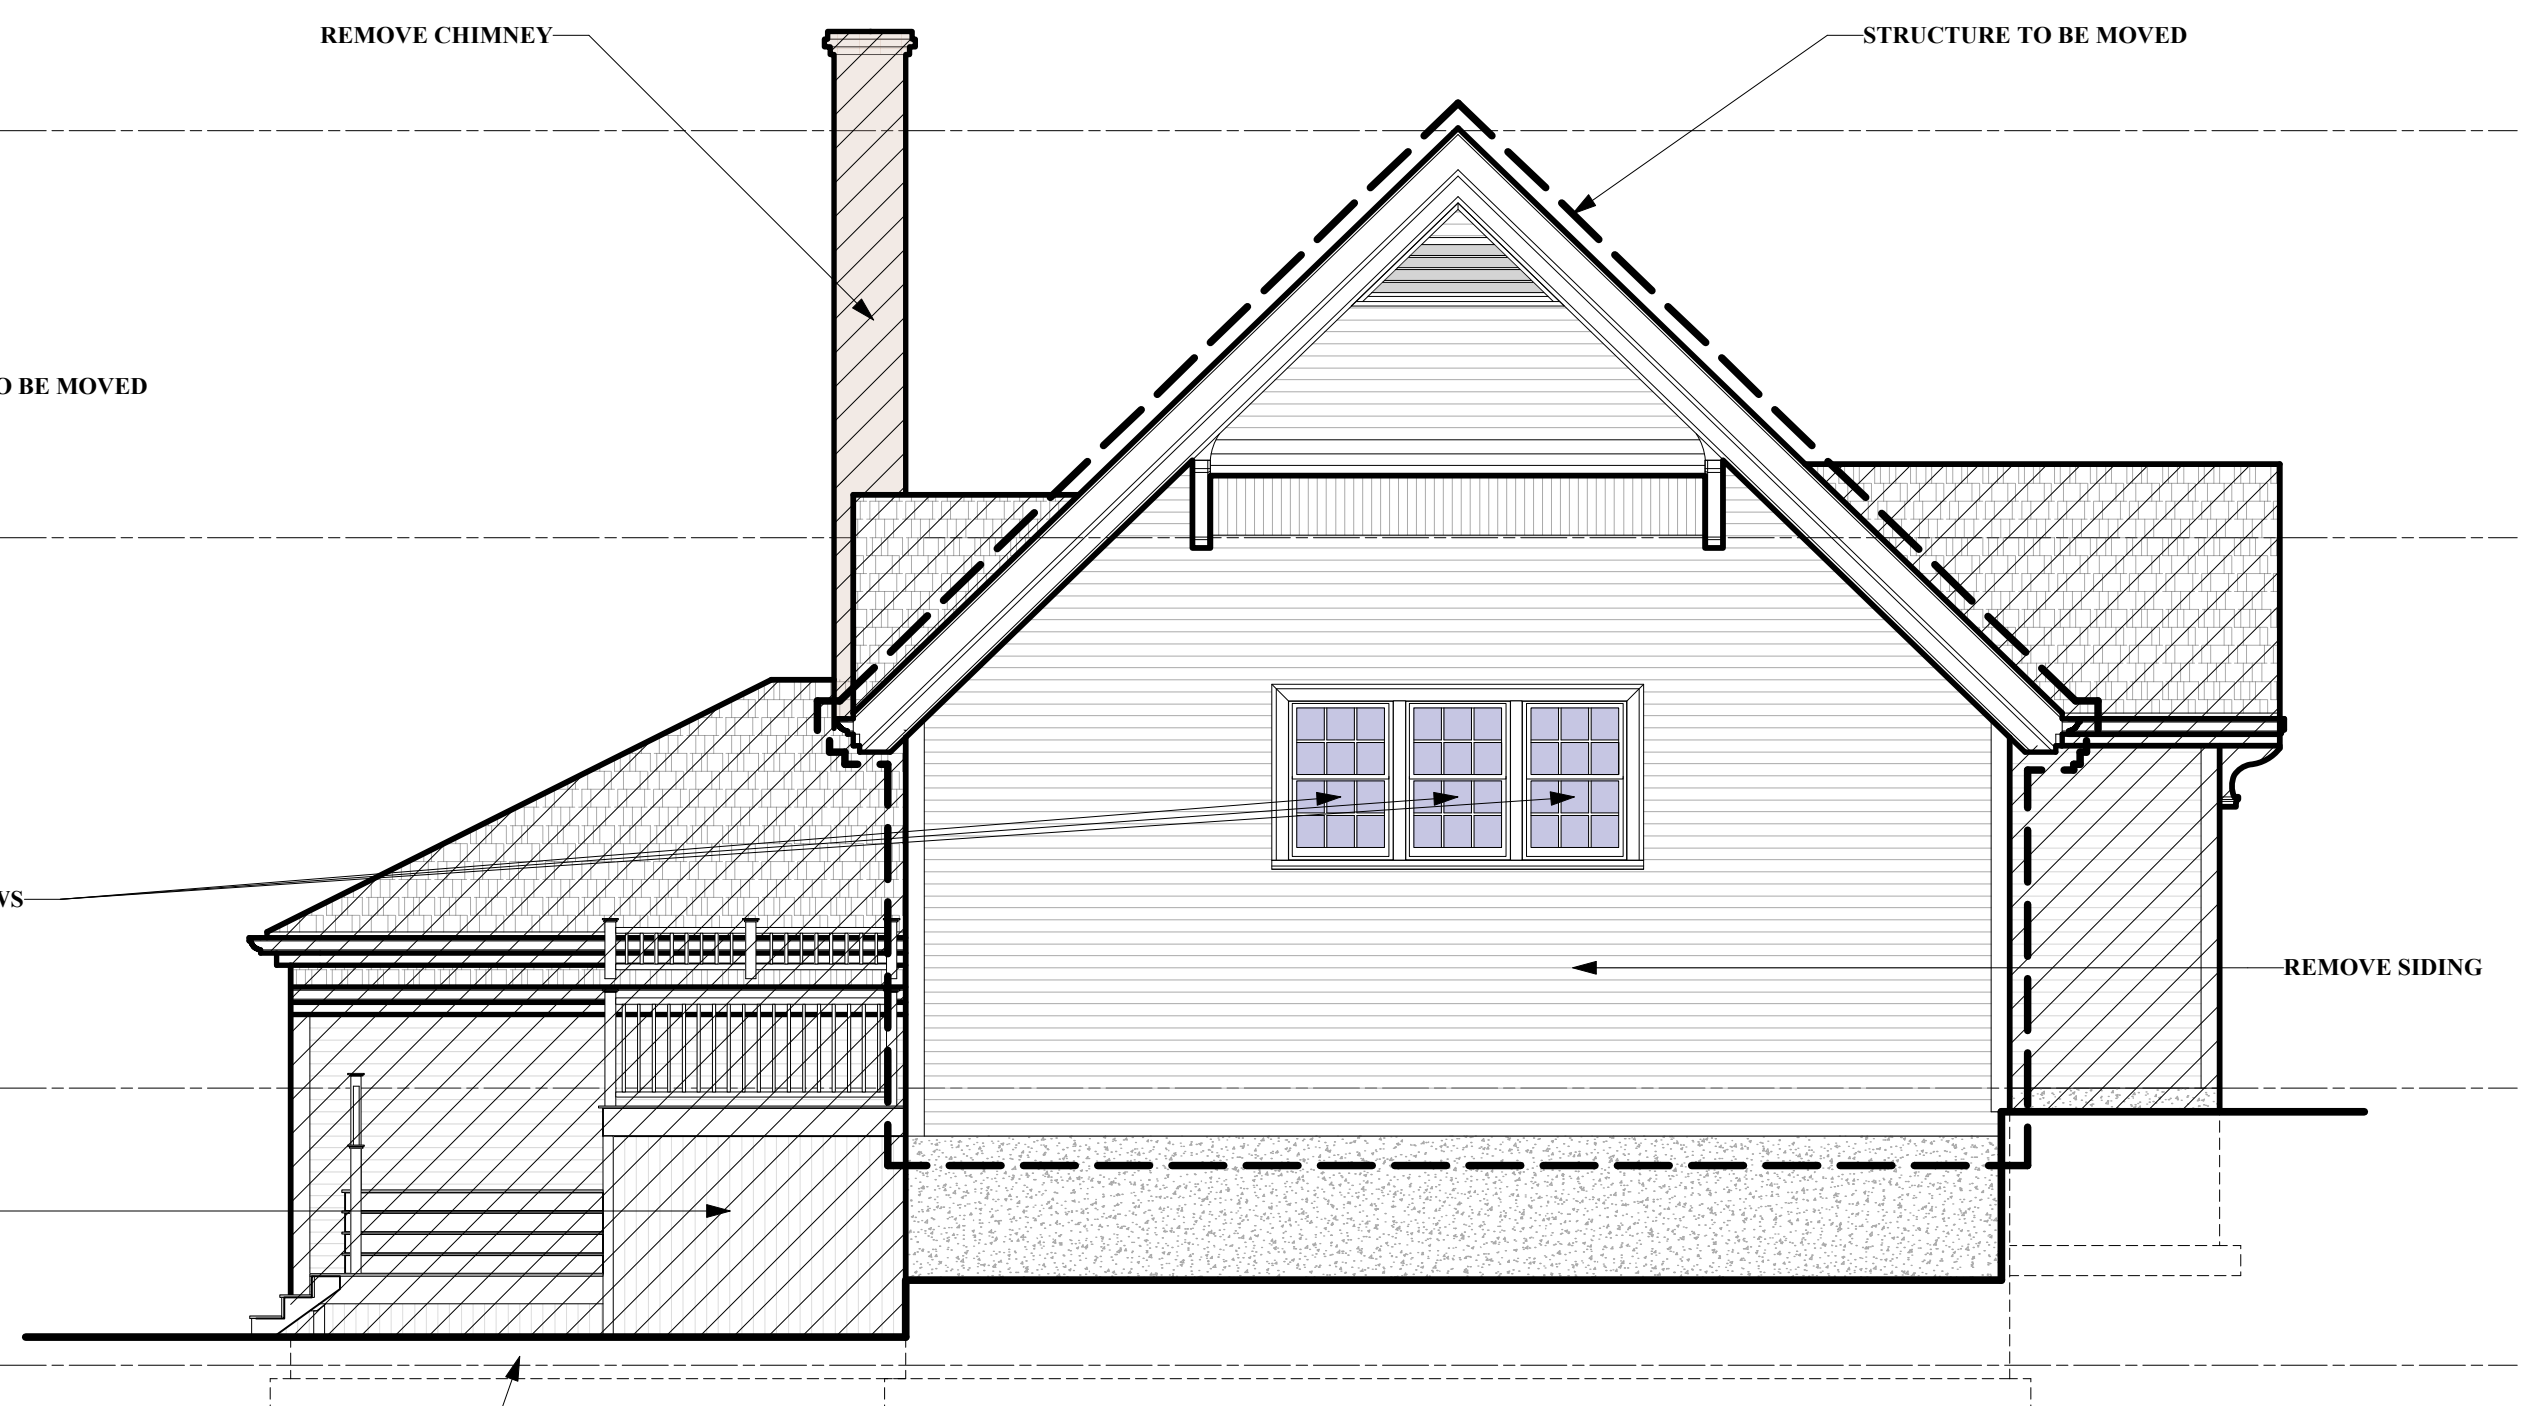 REMOVE CHIMNEY
STRUCTURE TO BE MOVED
O BE MOVED
WS
REMOVE SIDING